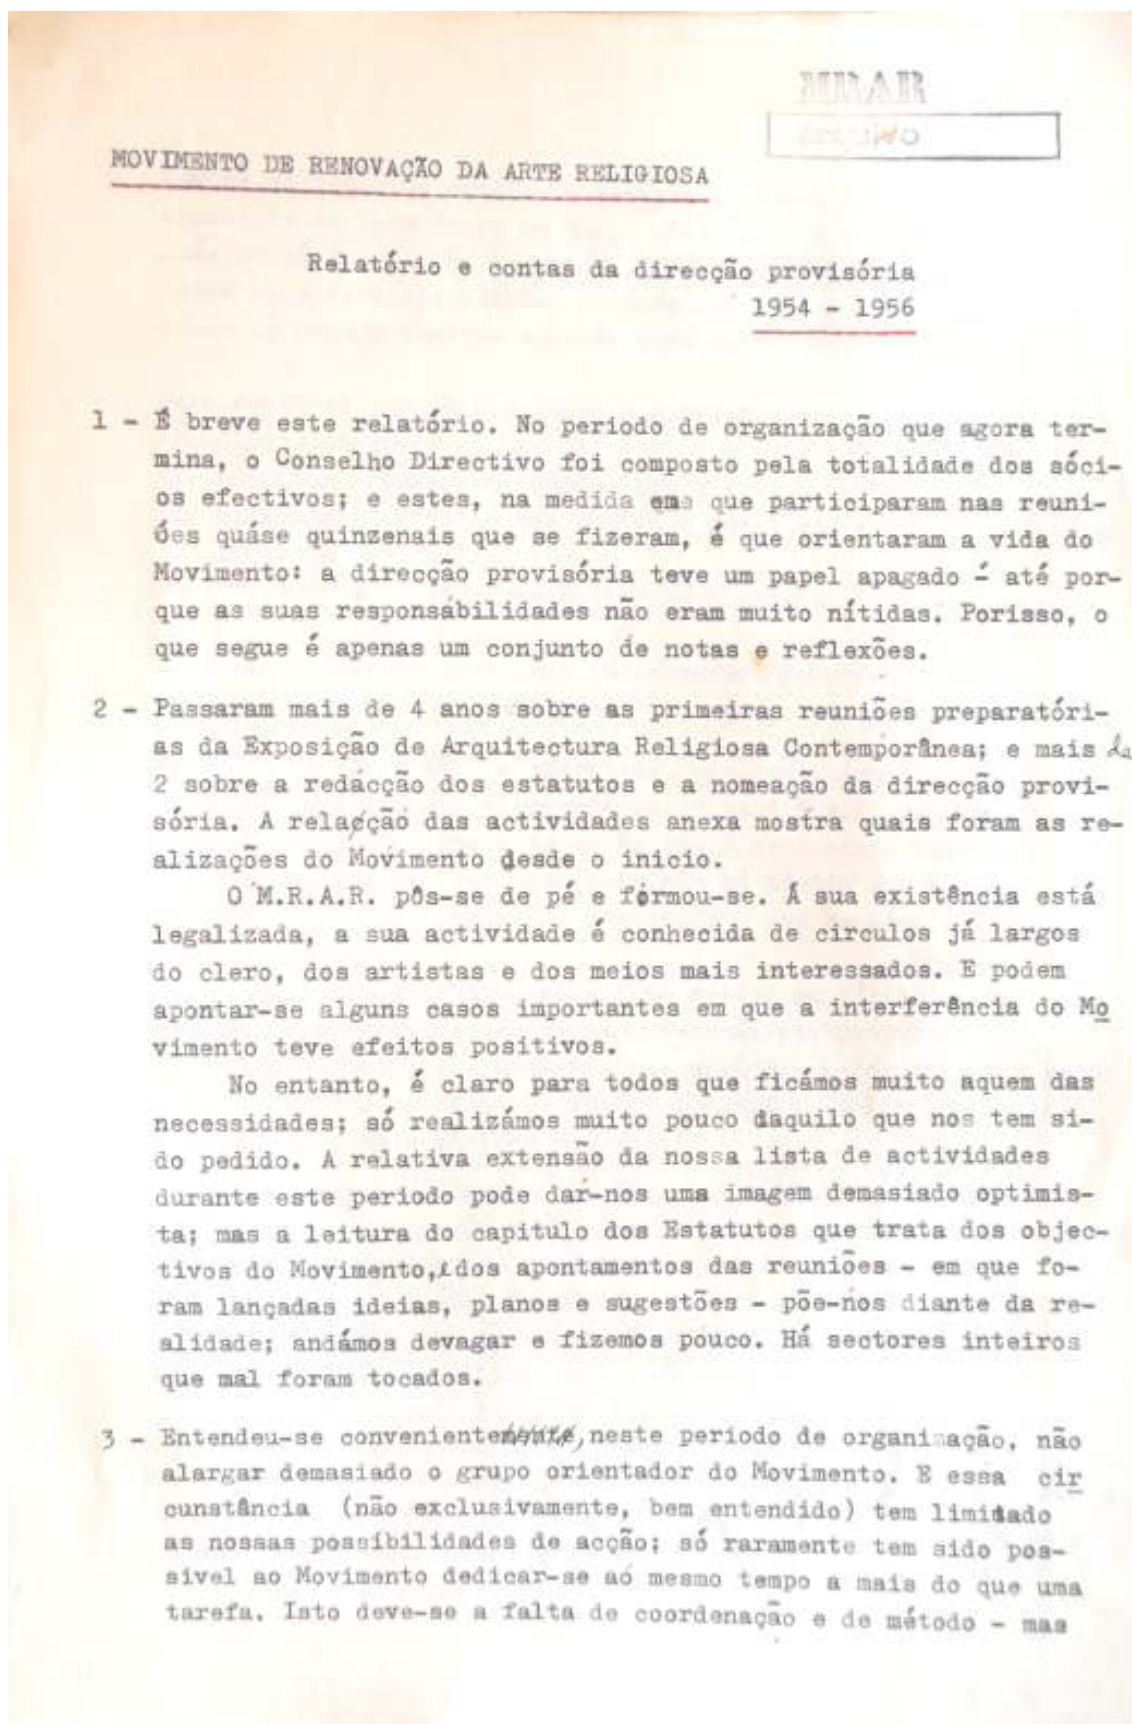 MRAR
MOVIMENTO DE RENOVAÇÃO DA ARTE RELIGIOSA
Relatório e contas da direcção provisória
1954 - 1956
1 - É breve este relatório. No periodo de organização que agora ter-
mina, o Conselho Directivo foi composto pela totalidade dos sóci-
os efectivos; e estes, na medida em que participaram nas reuni-
ões quáse quinzenais que se fizeram, é que orientaram a vida do
Movimento: a direcção provisória teve um papel apagado - até por-
que as suas responsábilidades não eram muito nítidas. Porisso, o
que segue é apenas um conjunto de notas e reflexões.
2 - Passaram mais de 4 anos sobre as primeiras reuniões preparatóri-
as da Exposição de Arquitectura Religiosa Contemporânea; e mais de
2 sobre a redácção dos estatutos e a nomeação da direcção provi-
sória. A relação das actividades anexa mostra quais foram as re-
alizações do Movimento desde o inicio.
O M.R.A.R. pôs-se de pé e formou-se. Á sua existência está
legalizada, a sua actividade é conhecida de circulos já largos
do clero, dos artistas e dos meios mais interessados. E podem
apontar-se alguns casos importantes em que a interferência do Mo
vimento teve efeitos positivos.
No entanto, é claro para todos que ficámos muito aquem das
necessidades; só realizámos muito pouco daquilo que nos tem si-
do pedido. A relativa extensão da nossa lista de actividades
durante este periodo pode dar-nos uma imagem demasiado optimis-
ta; mas a leitura do capitulo dos Estatutos que trata dos objec-
tivos do Movimento, e dos apontamentos das reuniões - em que fo-
ram lançadas ideias, planos e sugestões - põe-nos diante da re-
alidade; andámos devagar e fizemos pouco. Há sectores inteiros
que mal foram tocados.
3 - Entendeu-se conveniente, neste periodo de organização, não
alargar demasiado o grupo orientador do Movimento. E essa cir
cunstância (não exclusivamente, bem entendido) tem limitado
as nossas possibilidades de acção; só raramente tem sido pos-
sivel ao Movimento dedicar-se ao mesmo tempo a mais do que uma
tarefa. Isto deve-se a falta de coordenação e de método - mas